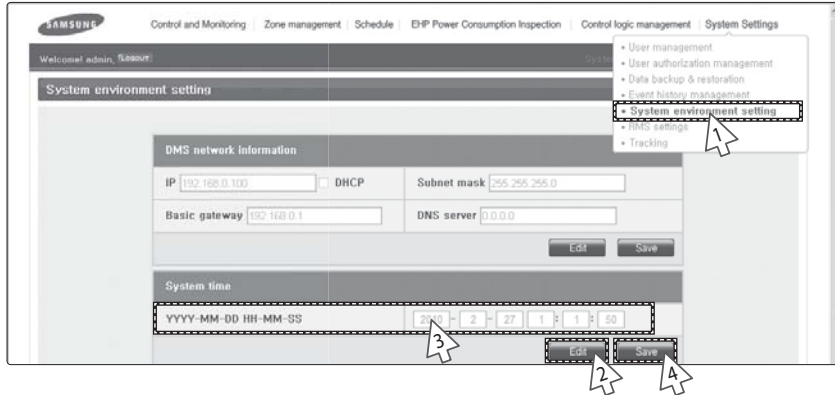 SAMSUNG
Control and Monitoring Zone management Schedule EHP Power Consumption Inspection Control logic management System Settings
Welcome! admin, LOGOUT
System environment setting
• User management
• User authorization management
• Data backup & restoration
• Event history management
• System environment setting
• RMS settings
• Tracking
1
DMS network information
IP 192.168.0.100 DHCP Subnet mask 255.255.255.0
Basic gateway 192.168.0.1 DNS server 0.0.0.0
Edit Save
System time
YYYY-MM-DD HH-MM-SS 2010 - 2 - 27 1 : 1 : 50
3
Edit Save
2 4